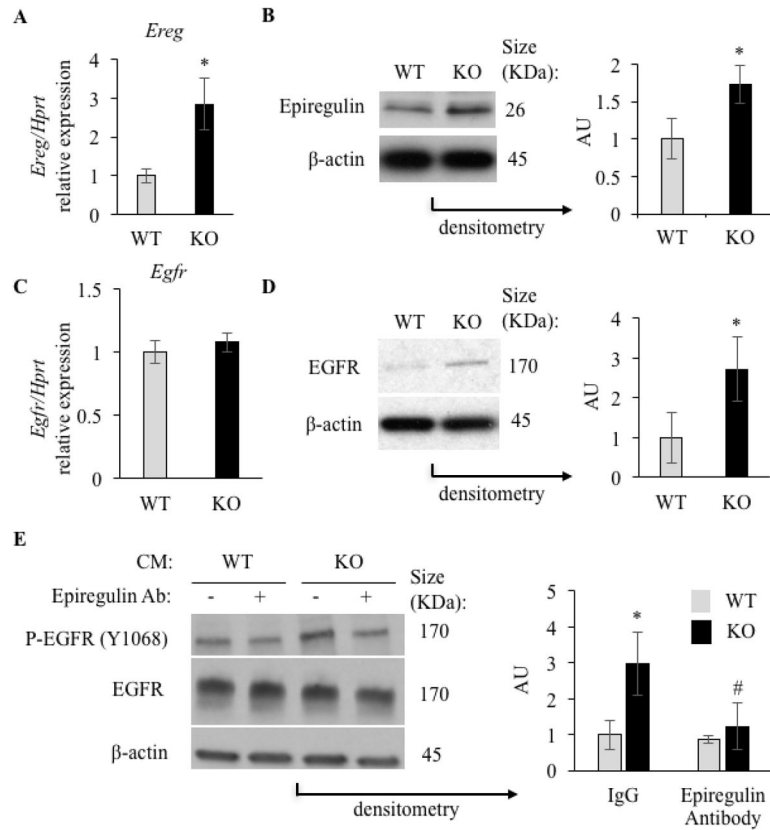 A
Ereg
Ereg/Hprt
relative expression
4
3
2
1
0
*
WT KO
B
WT KO
Size
(KDa):
Epiregulin
26
β-actin
45
densitometry
AU
2
1.5
1
0.5
0
*
WT KO
C
Egfr
Egfr/Hprt
relative expression
1.5
1
0.5
0
WT KO
D
WT KO
Size
(KDa):
EGFR
170
β-actin
45
densitometry
AU
4
3
2
1
0
*
WT KO
E
CM: WT KO
Size
(KDa):
Epiregulin Ab: - + - +
P-EGFR (Y1068)
170
EGFR
170
β-actin
45
densitometry
AU
5
4
3
2
1
0
WT
KO
*
#
IgG Epiregulin
Antibody